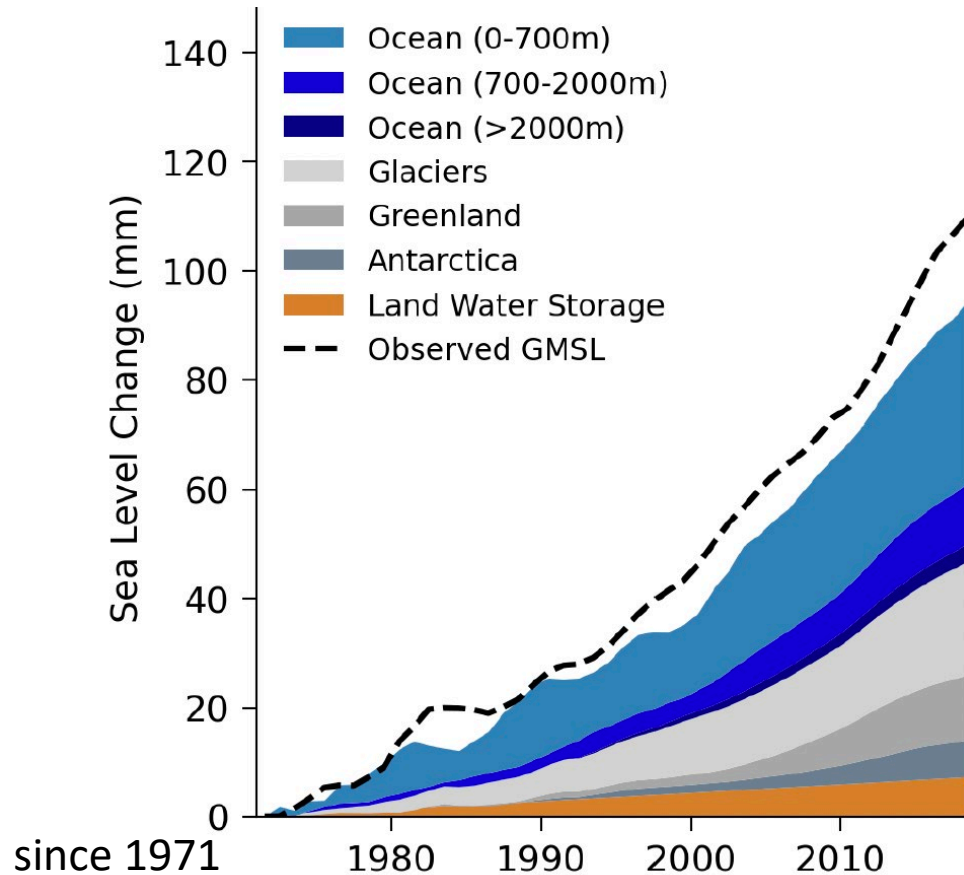 140
120
100
80
60
40
20
0
Sea Level Change (mm)
Ocean (0-700m)
Ocean (700-2000m)
Ocean (>2000m)
Glaciers
Greenland
Antarctica
Land Water Storage
Observed GMSL
since 1971
1980
1990
2000
2010